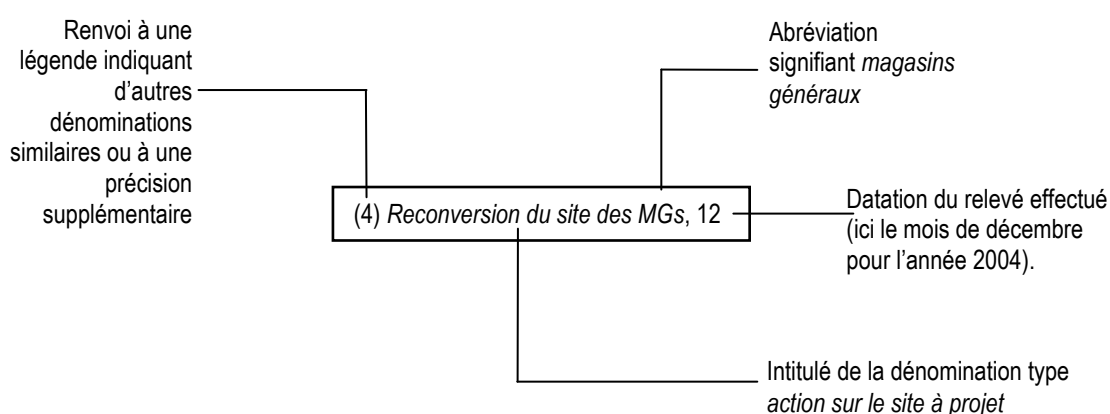 Renvoi à une
légende indiquant
d’autres
dénominations
similaires ou à une
précision
supplémentaire
Abréviation
signifiant magasins
généraux
(4) Reconversion du site des MGs, 12
Datation du relevé effectué
(ici le mois de décembre
pour l’année 2004).
Intitulé de la dénomination type
action sur le site à projet